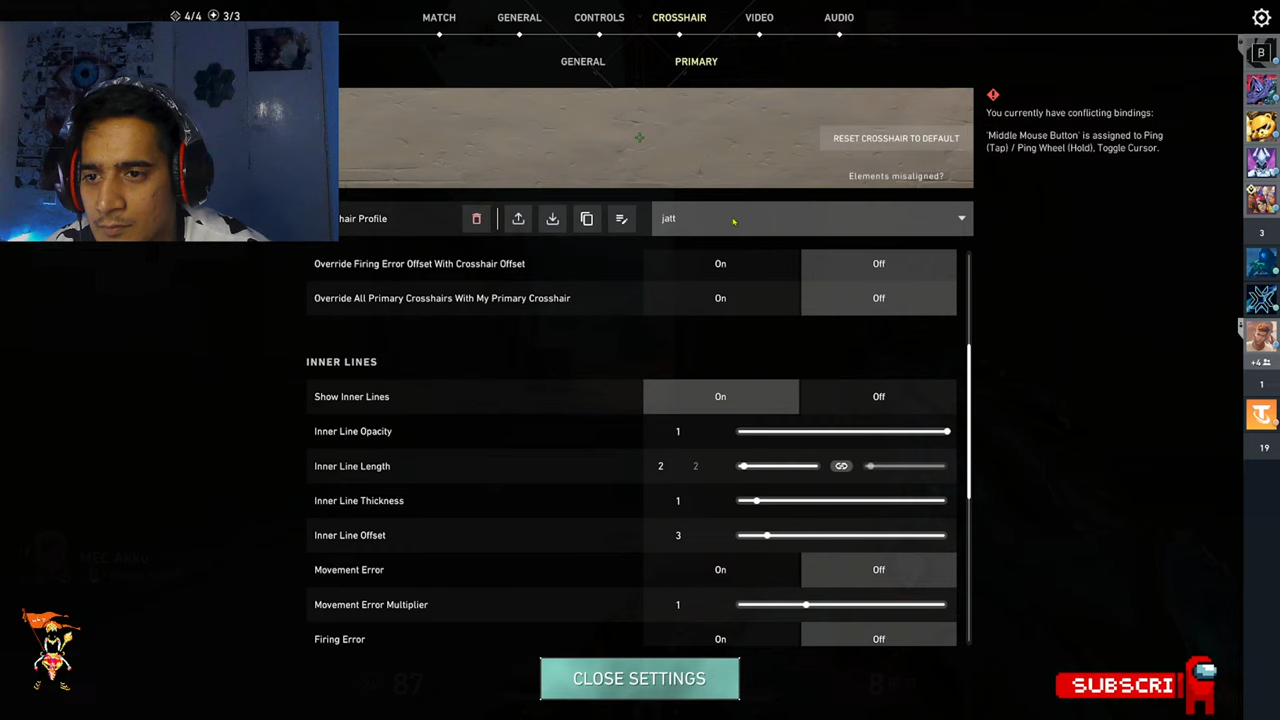 4/4 3/3
MATCH GENERAL CONTROLS CROSSHAIR VIDEO AUDIO
GENERAL PRIMARY
B
RESET CROSSHAIR TO DEFAULT
Elements misaligned?
You currently have conflicting bindings:
'Middle Mouse Button' is assigned to Ping
(Tap) / Ping Wheel (Hold), Toggle Cursor.
hair Profile jatt
3
Override Firing Error Offset With Crosshair Offset On Off
Override All Primary Crosshairs With My Primary Crosshair On Off
INNER LINES
+4
1
Show Inner Lines On Off
Inner Line Opacity 1
19
Inner Line Length 2 2
Inner Line Thickness 1
Inner Line Offset 3
Movement Error On Off
Movement Error Multiplier 1
Firing Error On Off
CLOSE SETTINGS
87
8
SUBSCRI